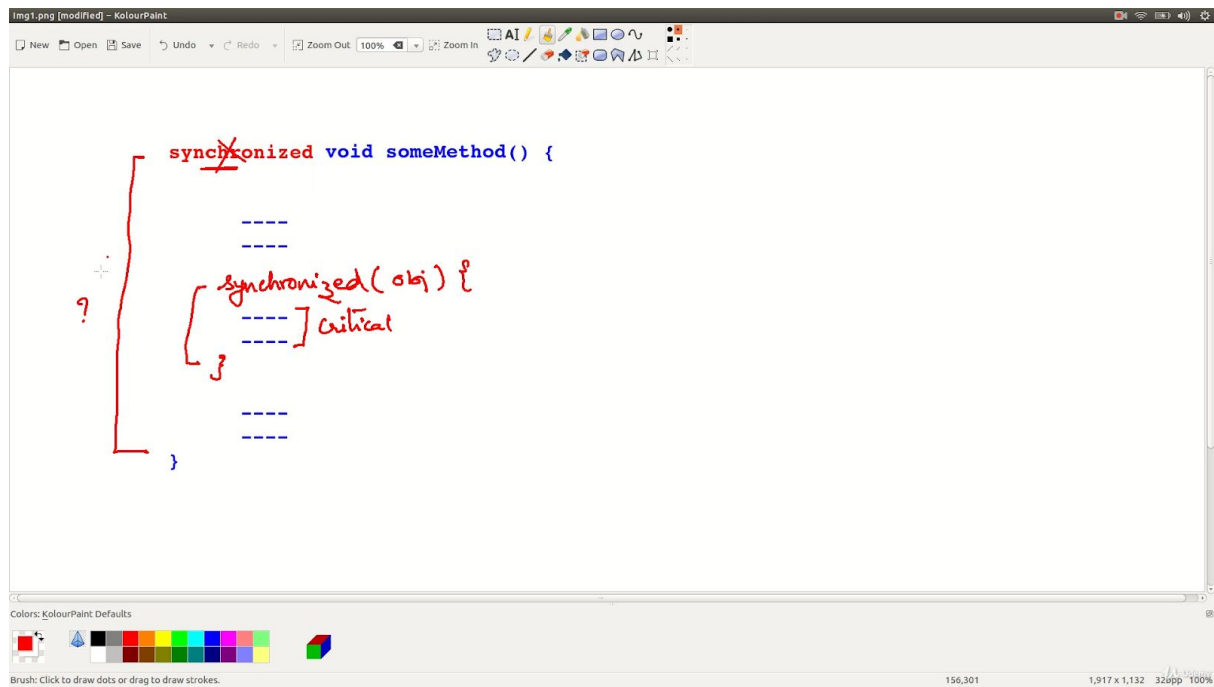 Img1.png [modified] – KolourPaint
New Open Save Undo Redo Zoom Out 100% Zoom In
synchronized void someMethod() {
----
----
synchronized(obj) {
?
---- critical
----
}
----
----
}
Colors: KolourPaint Defaults
Brush: Click to draw dots or drag to draw strokes. 156,301 1,917 x 1,132 32bpp 100%
Udemy